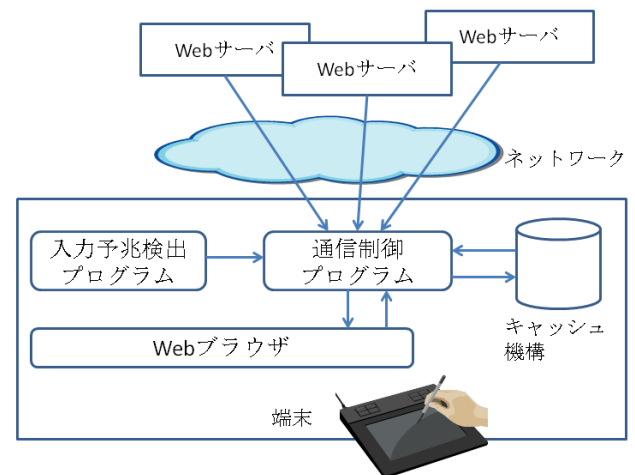 Webサーバ
Webサーバ
Webサーバ
ネットワーク
入力予兆検出
プログラム
通信制御
プログラム
キャッシュ
機構
Webブラウザ
端末